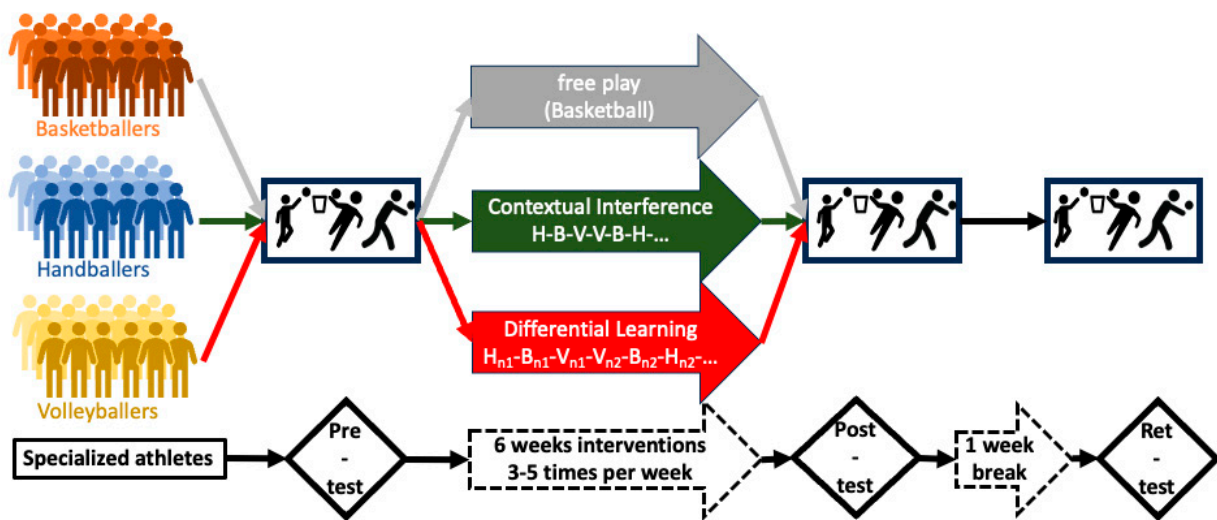 Basketballers
Handballers
Volleyballers
free play
(Basketball)
Contextual Interference
H-B-V-V-B-H-...
Differential Learning
Hn1-Bn1-Vn1-Vn2-Bn2-Hn2-...
Specialized athletes
Pre
-
test
6 weeks interventions
3-5 times per week
Post
-
test
1 week
break
Ret
-
test